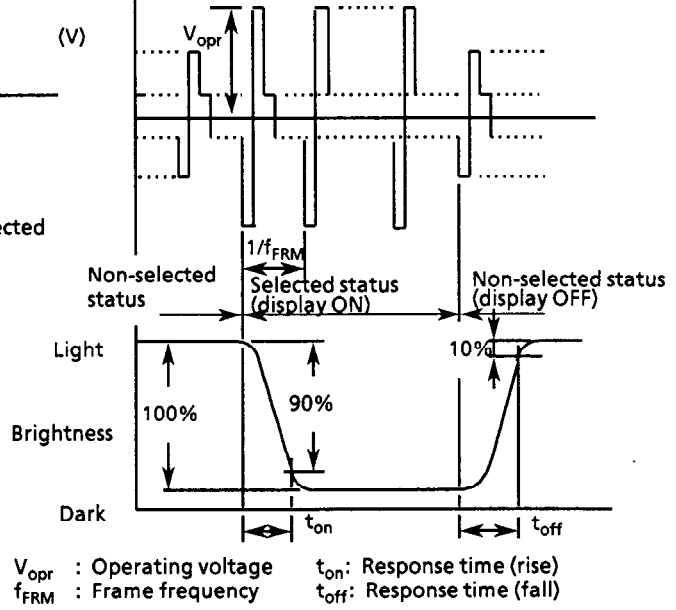 (V)
Vopr
1/fFRM
Non-selected
status
Selected status
(display ON)
Non-selected status
(display OFF)
Light
10%
100%
90%
Brightness
Dark
ton
toff
Vopr : Operating voltage ton: Response time (rise)
fFRM : Frame frequency toff: Response time (fall)